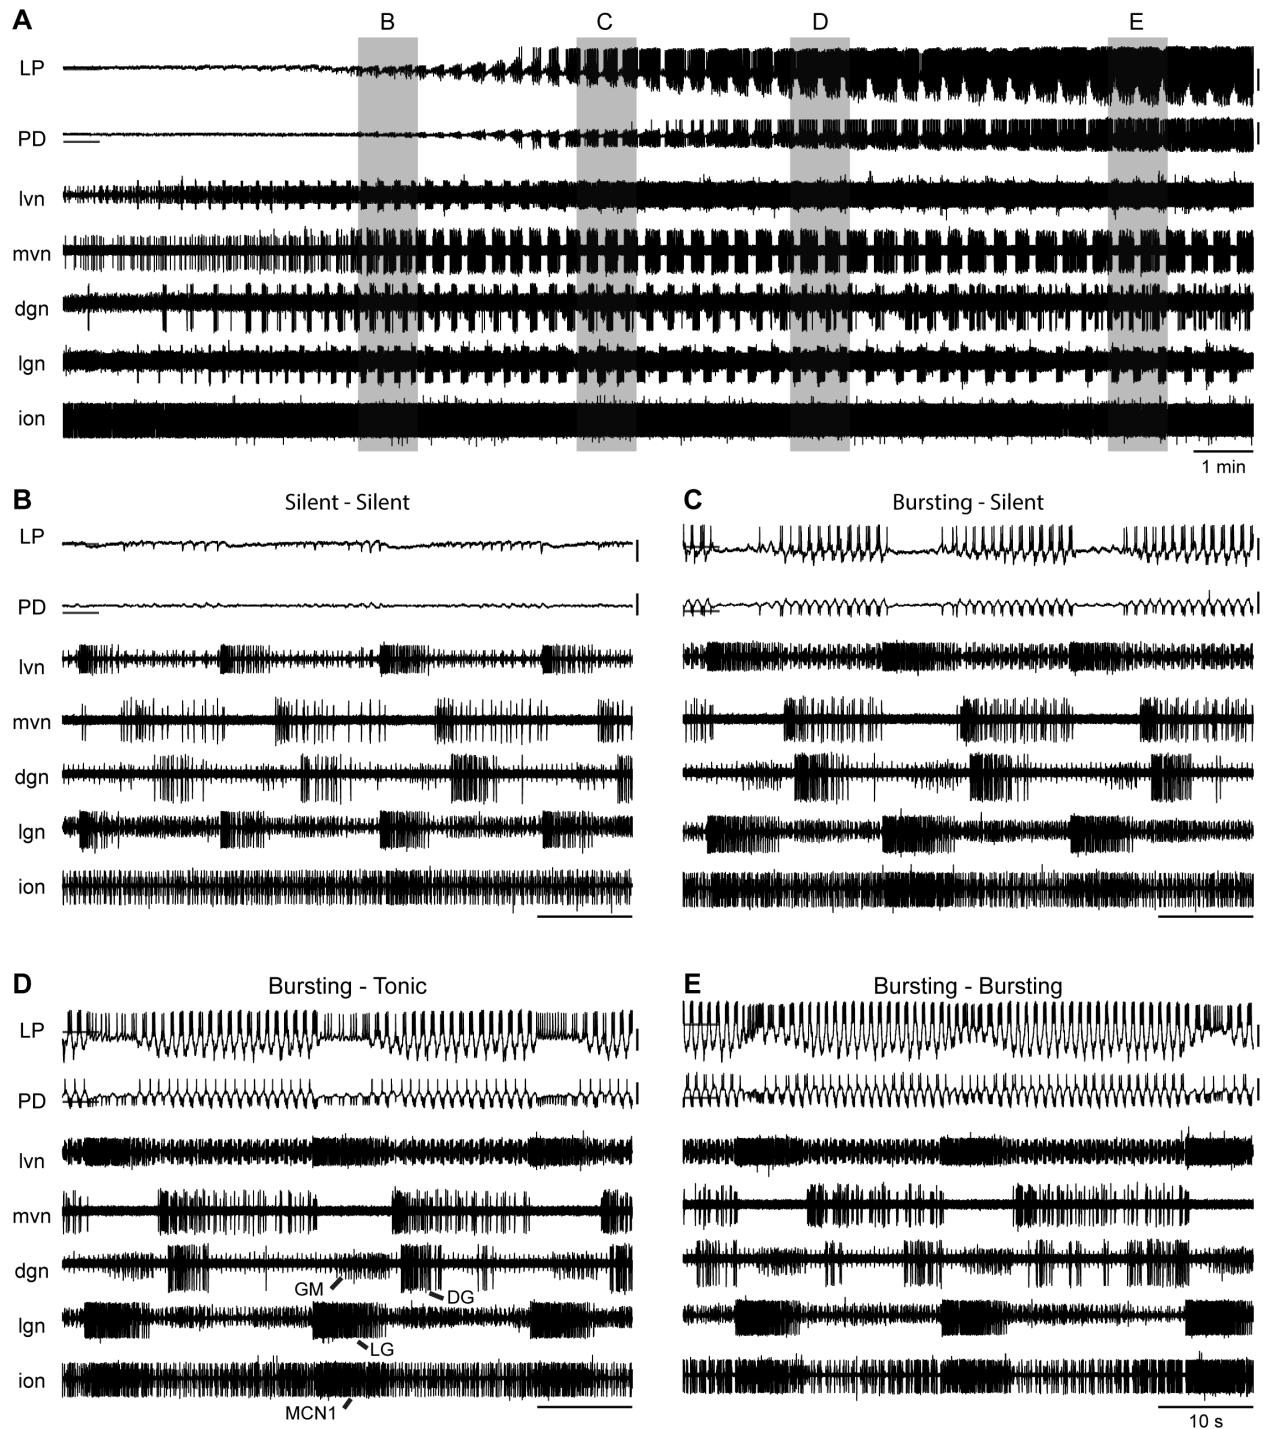 A
B C D E
LP
PD
lvn
mvn
dgn
lgn
ion
1 min
B Silent - Silent
LP
PD
lvn
mvn
dgn
lgn
ion
C Bursting - Silent
D Bursting - Tonic
LP
PD
lvn
mvn
dgn
GM
DG
lgn
LG
ion
MCN1
E Bursting - Bursting
10 s